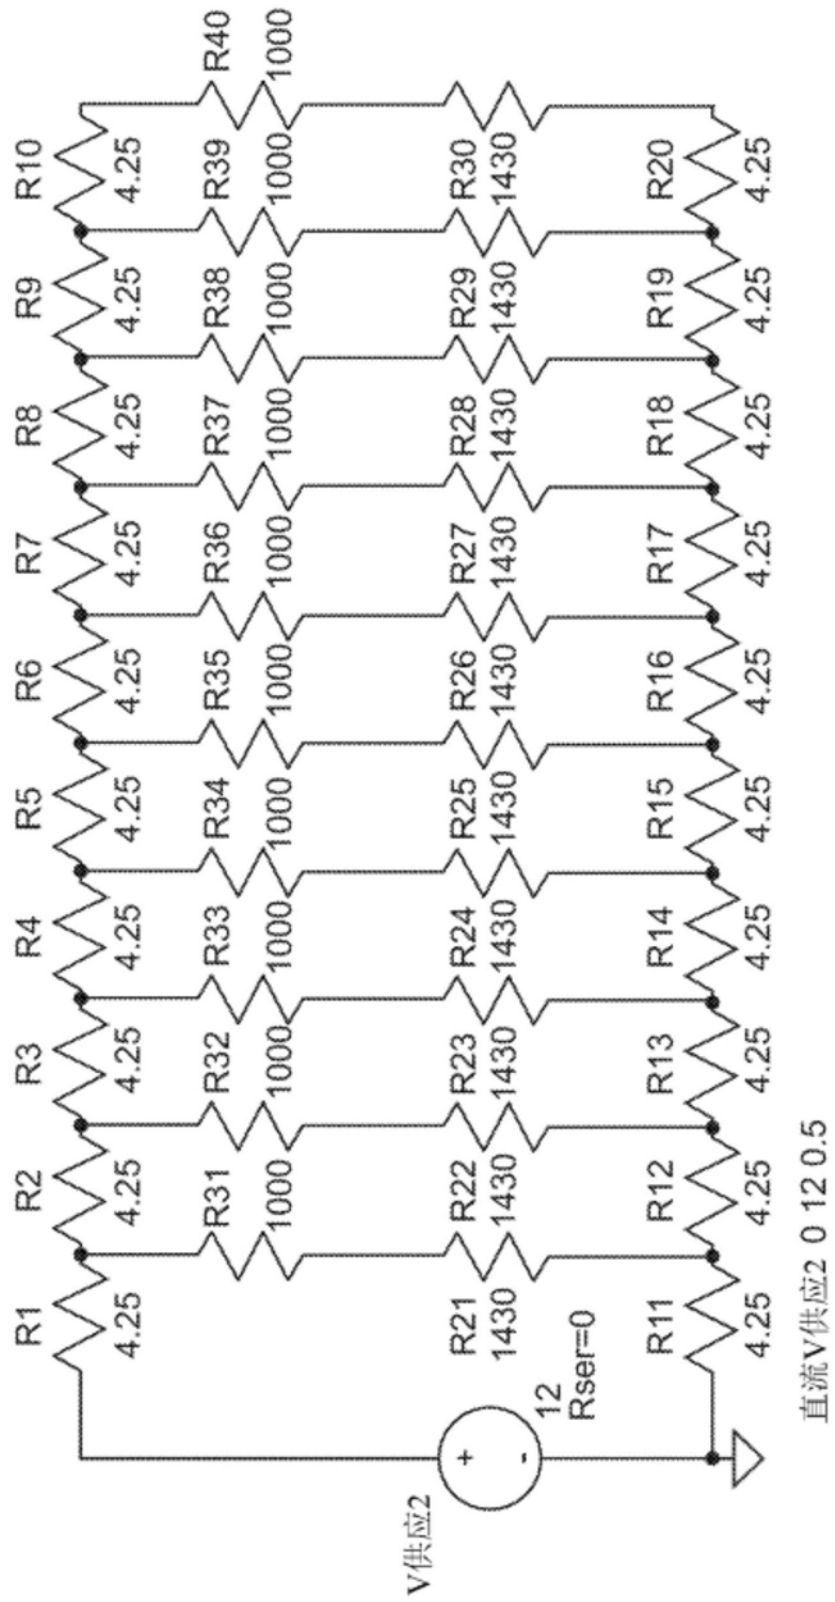 R1 R2 R3 R4 R5 R6 R7 R8 R9 R10
4.25 4.25 4.25 4.25 4.25 4.25 4.25 4.25 4.25 4.25
R31 R32 R33 R34 R35 R36 R37 R38 R39 R40
1000 1000 1000 1000 1000 1000 1000 1000 1000 1000
V供应2
R21 R22 R23 R24 R25 R26 R27 R28 R29 R30
1430 1430 1430 1430 1430 1430 1430 1430 1430 1430
+
-
12
Rser=0
R11 R12 R13 R14 R15 R16 R17 R18 R19 R20
4.25 4.25 4.25 4.25 4.25 4.25 4.25 4.25 4.25 4.25
直流V供应2 0 12 0.5